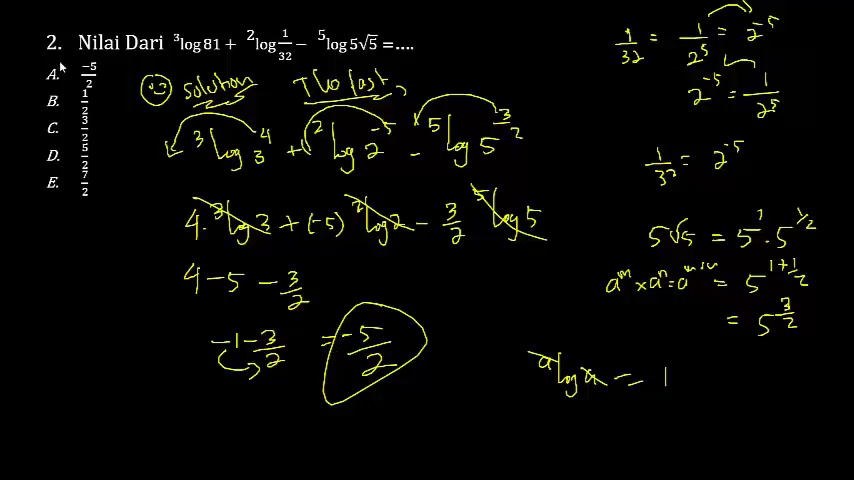 2. Nilai Dari ³log 81 + ²log 1/32 − ⁵log 5√5 = ....
A. −5/2
B. 1/2
C. 3/2
D. 5/2
E. 7/2
Solution
³log 3⁴ + ²log 2⁻⁵ − ⁵log 5^(3/2)
4 · ³log 3 + (−5) ²log 2 − 3/2 ⁵log 5
4 − 5 − 3/2
−1 − 3/2 = −5/2
1/32 = 1/2⁵ = 2⁻⁵
2⁻⁵ = 1/2⁵
1/32 = 2⁻⁵
5√5 = 5¹ · 5^(1/2)
aᵐ × aⁿ = aᵐ⁺ⁿ = 5^(1+1/2)
= 5^(3/2)
ᵃlog a = 1